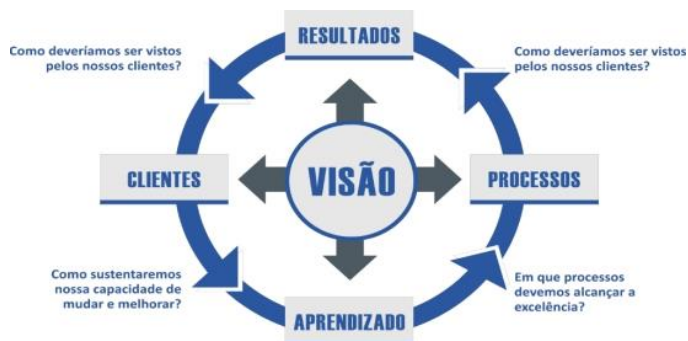 RESULTADOS
Como deveríamos ser vistos
pelos nossos clientes?
Como deveríamos ser vistos
pelos nossos clientes?
CLIENTES
VISÃO
PROCESSOS
Como sustentaremos
nossa capacidade de
mudar e melhorar?
Em que processos
devemos alcançar a
excelência?
APRENDIZADO